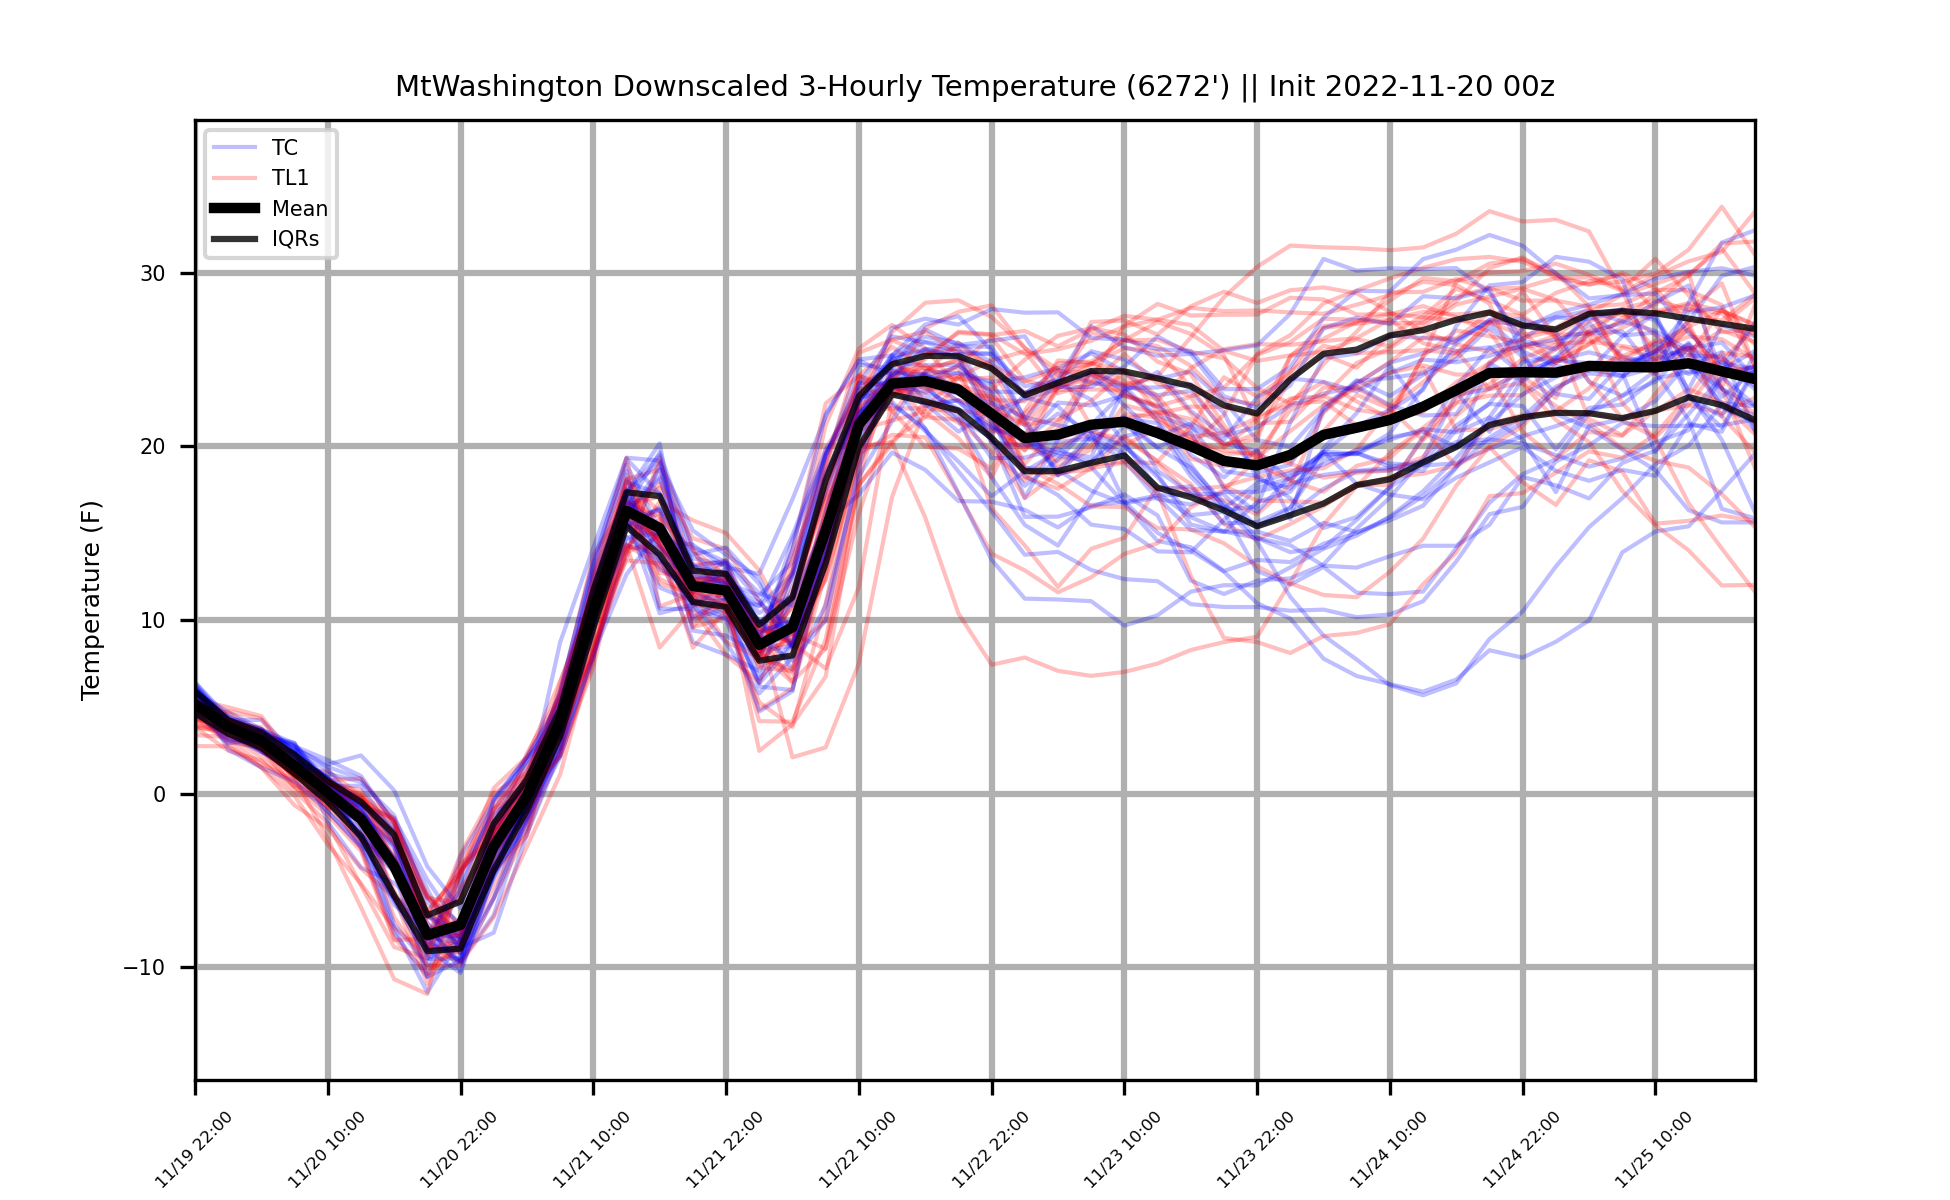 MtWashington Downscaled 3-Hourly Temperature (6272') || Init 2022-11-20 00z
TC
TL1
Mean
IQRs
Temperature (F)
30
20
10
0
−10
11/19 22:00
11/20 10:00
11/20 22:00
11/21 10:00
11/21 22:00
11/22 10:00
11/22 22:00
11/23 10:00
11/23 22:00
11/24 10:00
11/24 22:00
11/25 10:00